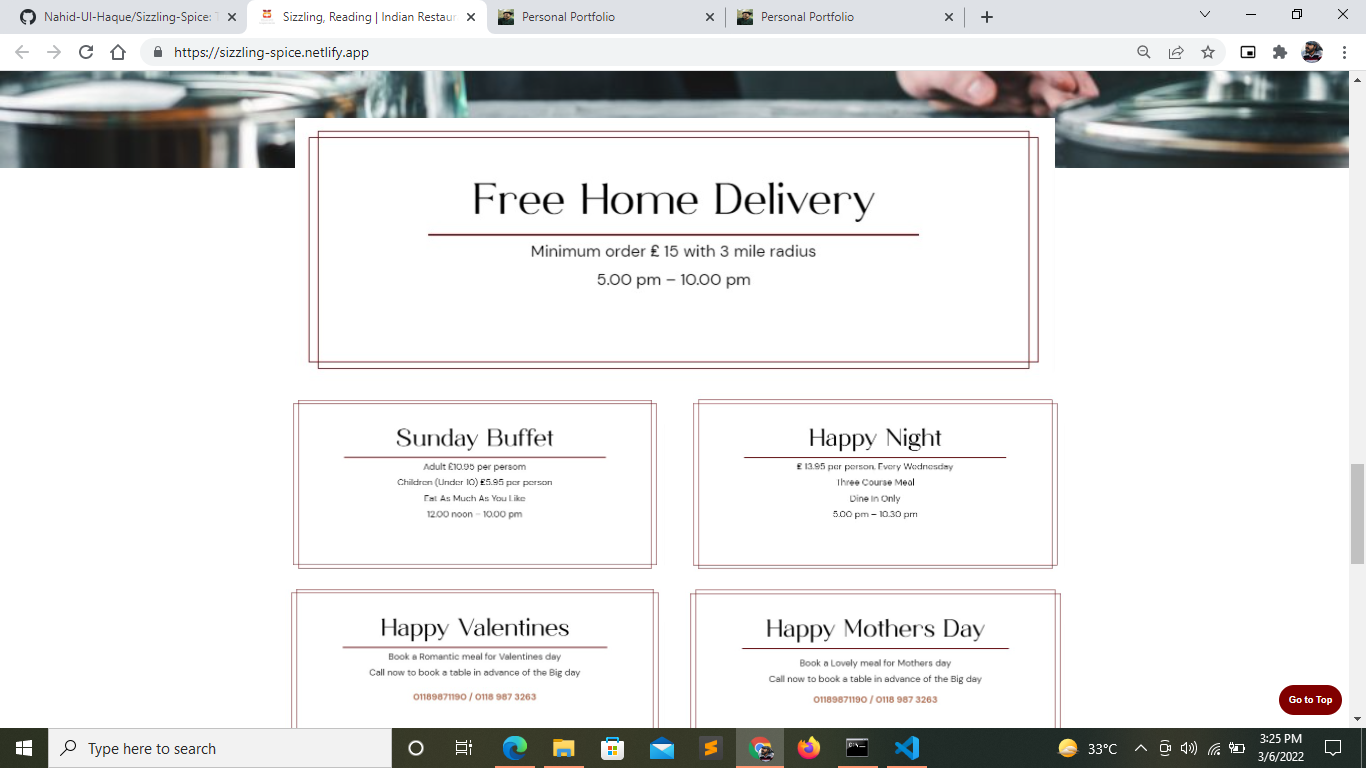 Nahid-Ul-Haque/Sizzling-Spice: T
Sizzling, Reading | Indian Restaur
Personal Portfolio
Personal Portfolio
https://sizzling-spice.netlify.app
Free Home Delivery
Minimum order £ 15 with 3 mile radius
5.00 pm – 10.00 pm
Sunday Buffet
Adult £10.95 per persom
Children (Under 10) £5.95 per person
Eat As Much As You Like
12.00 noon – 10.00 pm
Happy Night
£ 13.95 per person, Every Wednesday
Three Course Meal
Dine In Only
5.00 pm – 10.30 pm
Happy Valentines
Book a Romantic meal for Valentines day
Call now to book a table in advance of the Big day
01189871190 / 0118 987 3263
Happy Mothers Day
Book a Lovely meal for Mothers day
Call now to book a table in advance of the Big day
01189871190 / 0118 987 3263
Go to Top
Type here to search
33°C
3:25 PM
3/6/2022